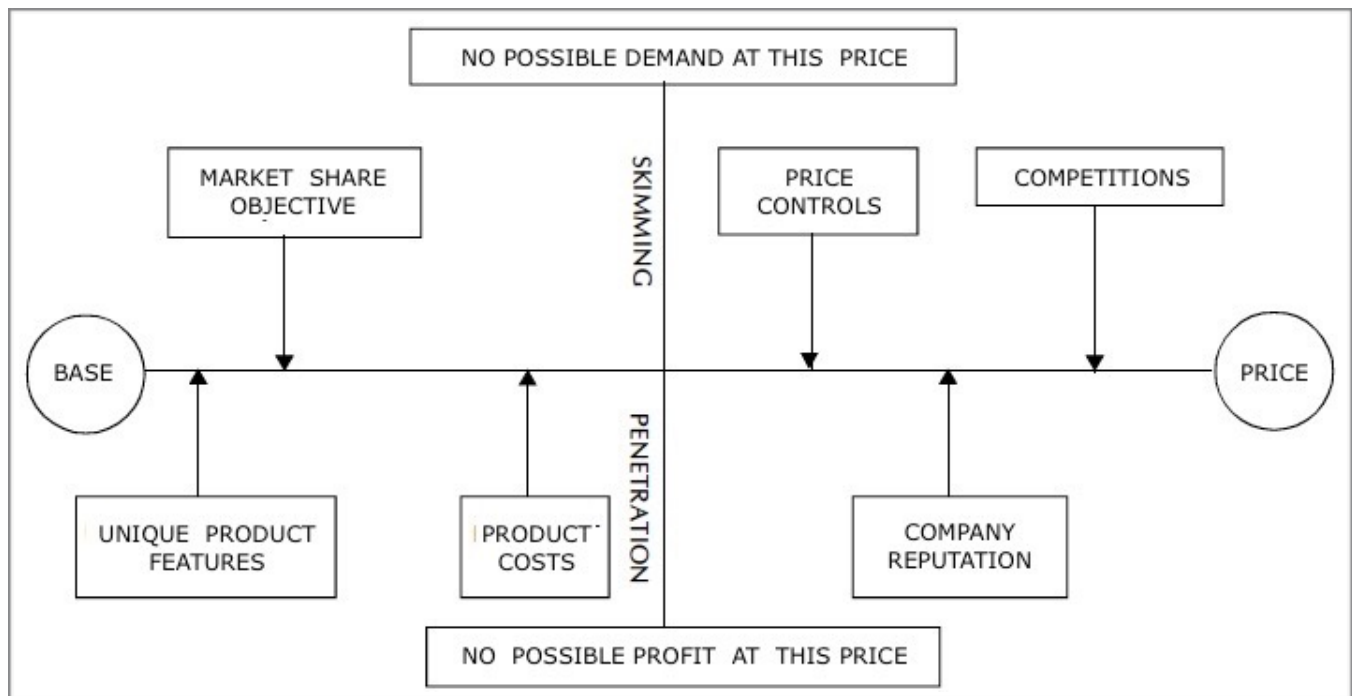 NO POSSIBLE DEMAND AT THIS PRICE
MARKET SHARE
OBJECTIVE
SKIMMING
PRICE
CONTROLS
COMPETITIONS
BASE
PRICE
PENETRATION
UNIQUE PRODUCT
FEATURES
PRODUCT
COSTS
COMPANY
REPUTATION
NO POSSIBLE PROFIT AT THIS PRICE